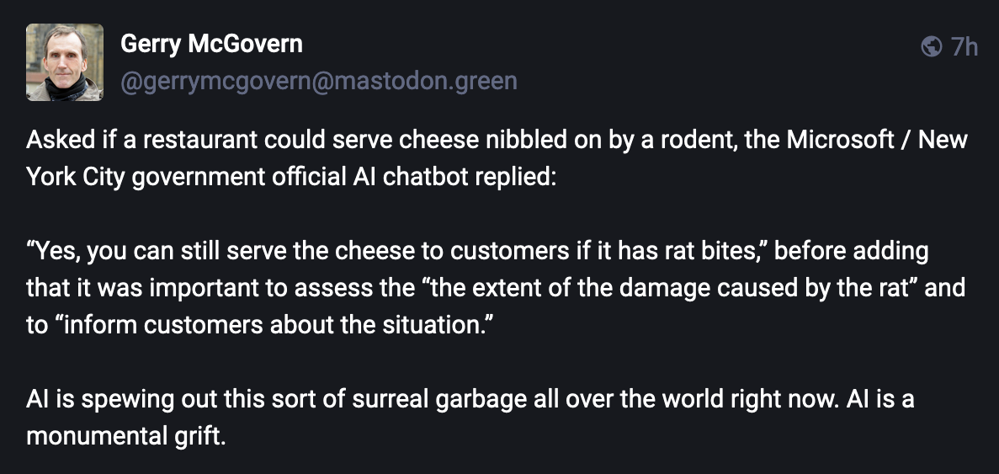 Gerry McGovern
7h
@gerrymcgovern@mastodon.green
Asked if a restaurant could serve cheese nibbled on by a rodent, the Microsoft / New
York City government official AI chatbot replied:
“Yes, you can still serve the cheese to customers if it has rat bites,” before adding
that it was important to assess the “the extent of the damage caused by the rat” and
to “inform customers about the situation.”
AI is spewing out this sort of surreal garbage all over the world right now. AI is a
monumental grift.